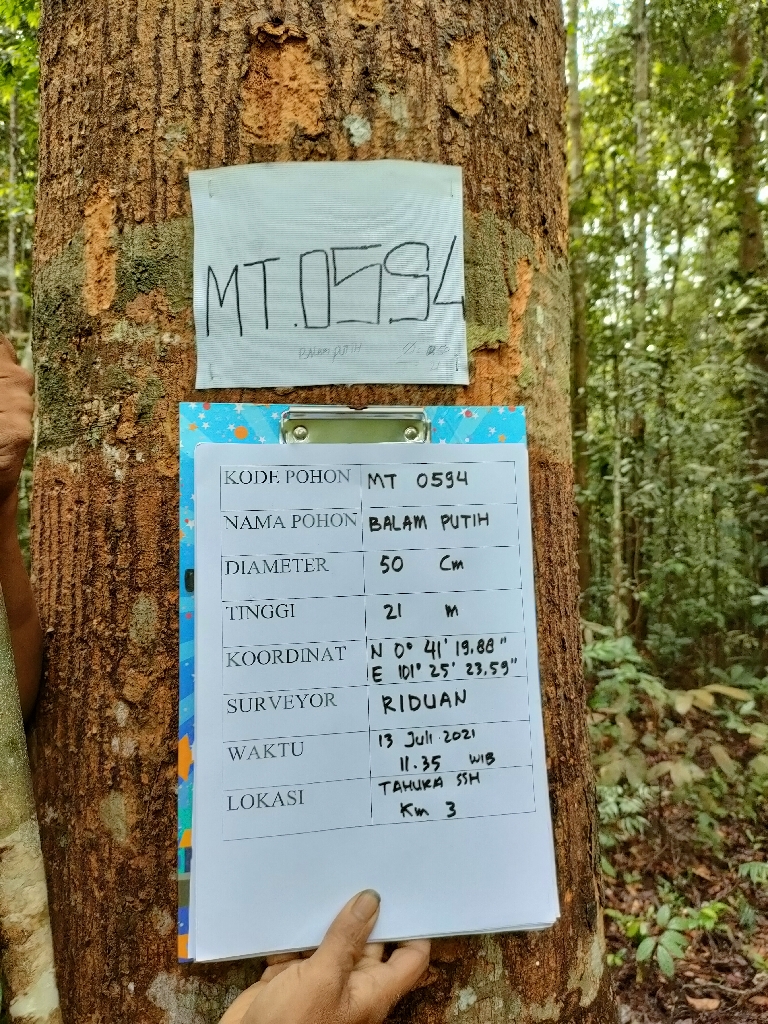 MT.0594
BALAM PUTIH
KODE POHON MT 0594
NAMA POHON BALAM PUTIH
DIAMETER 50 Cm
TINGGI 21 m
KOORDINAT N 0° 41' 19.88"
E 101° 25' 23.59"
SURVEYOR RIDUAN
WAKTU 13 Juli 2021
11.35 WIB
LOKASI TAHURA SSH
Km 3